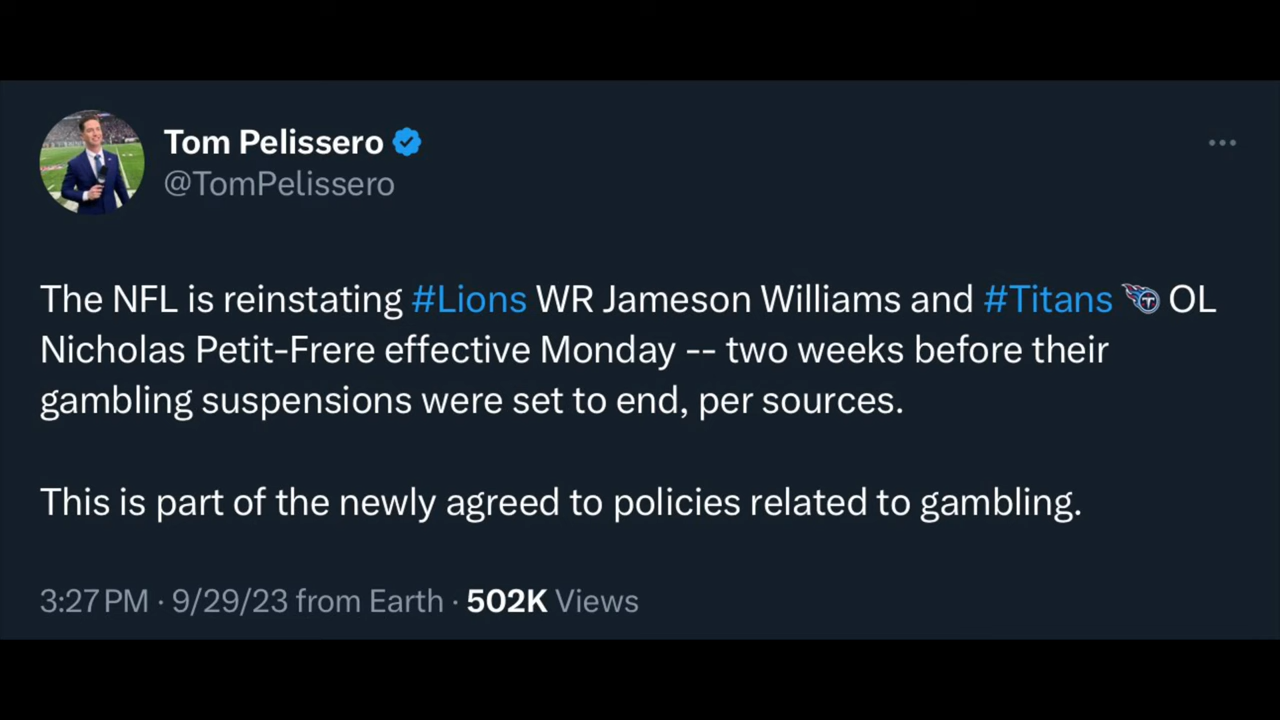 Tom Pelissero
@TomPelissero
The NFL is reinstating #Lions WR Jameson Williams and #Titans OL
Nicholas Petit-Frere effective Monday -- two weeks before their
gambling suspensions were set to end, per sources.
This is part of the newly agreed to policies related to gambling.
3:27 PM · 9/29/23 from Earth · 502K Views